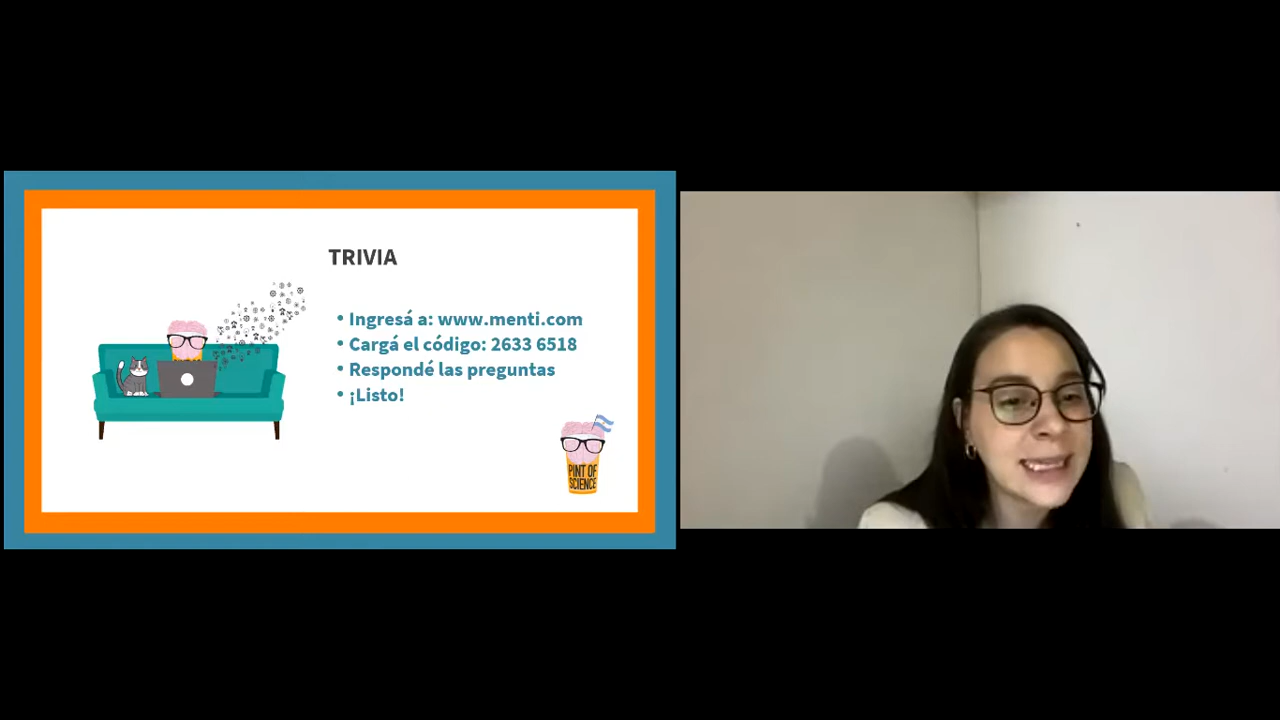 TRIVIA
• Ingresá a: www.menti.com
• Cargá el código: 2633 6518
• Respondé las preguntas
• ¡Listo!
PINT OF
SCIENCE